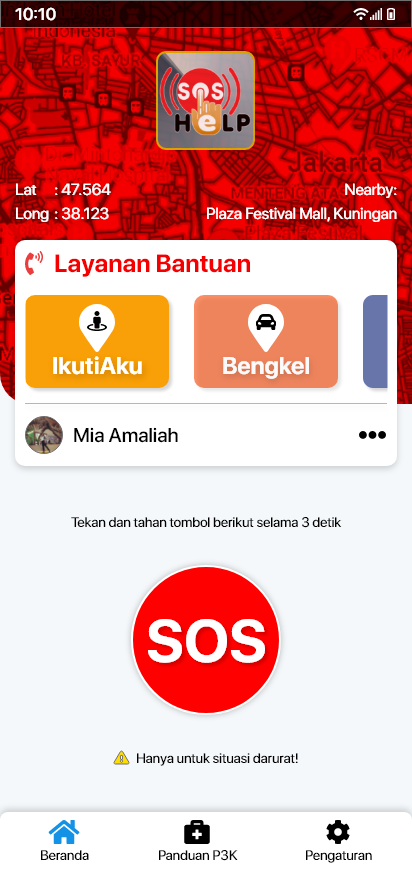 10:10
Indonesia
KBI SAYUR
SOS
HELP
Jakarta
MENTENG ATAS
Lat : 47.564
Nearby:
Long : 38.123
Plaza Festival Mall, Kuningan
Layanan Bantuan
IkutiAku
Bengkel
Mia Amaliah
Tekan dan tahan tombol berikut selama 3 detik
SOS
Hanya untuk situasi darurat!
Beranda
Panduan P3K
Pengaturan